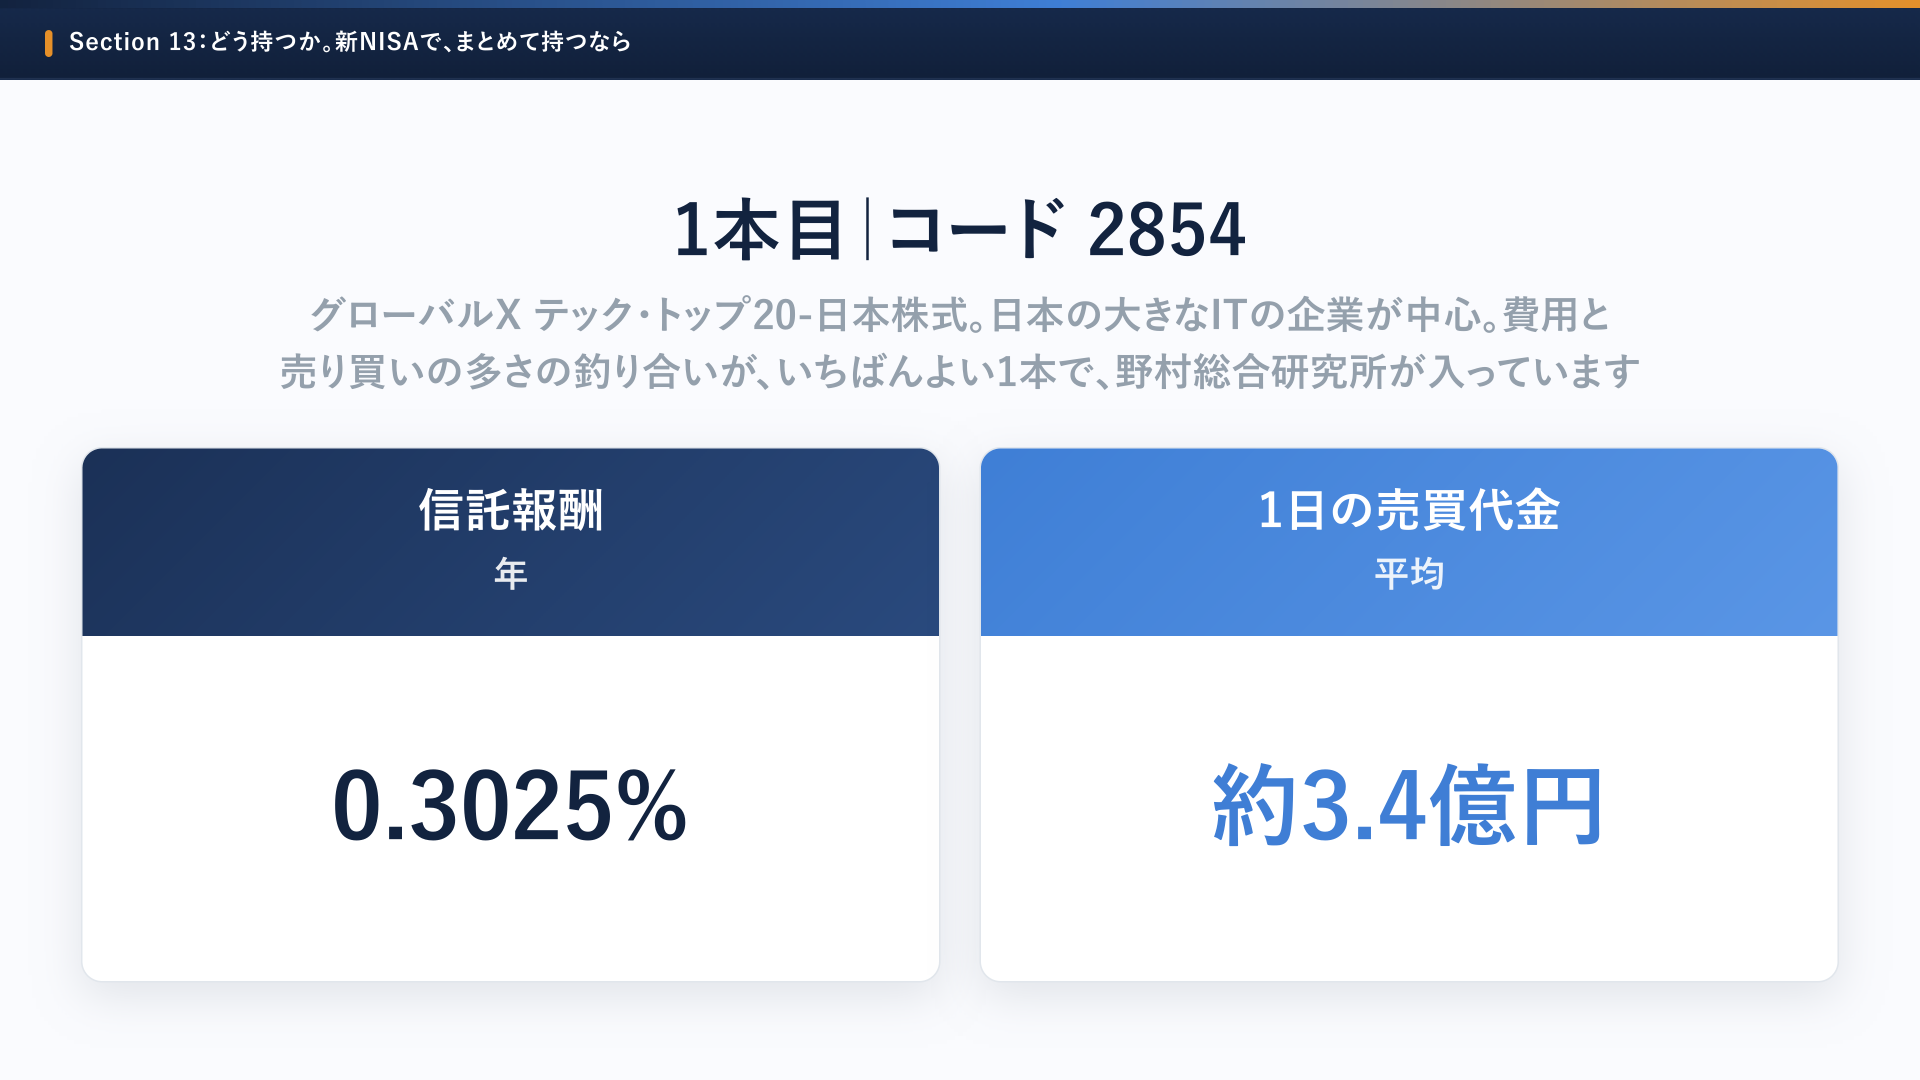 Section 13：どう持つか。新NISAで、まとめて持つなら
1本目｜コード 2854
グローバルX テック・トップ20-日本株式。日本の大きなITの企業が中心。費用と
売り買いの多さの釣り合いが、いちばんよい1本で、野村総合研究所が入っています
信託報酬
年
0.3025%
1日の売買代金
平均
約3.4億円